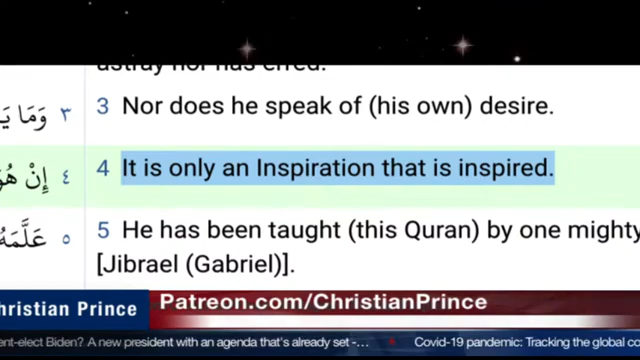 astray nor has erred.
٣ 3 Nor does he speak of (his own) desire.
إِنْ هُوَ ٤ 4 It is only an Inspiration that is inspired.
عَلَّمَهُ ٥ 5 He has been taught (this Quran) by one mighty
[Jibrael (Gabriel)].
hristian Prince
Patreon.com/ChristianPrince
ent-elect Biden? A new president with an agenda that's already set -...
Covid-19 pandemic: Tracking the global co